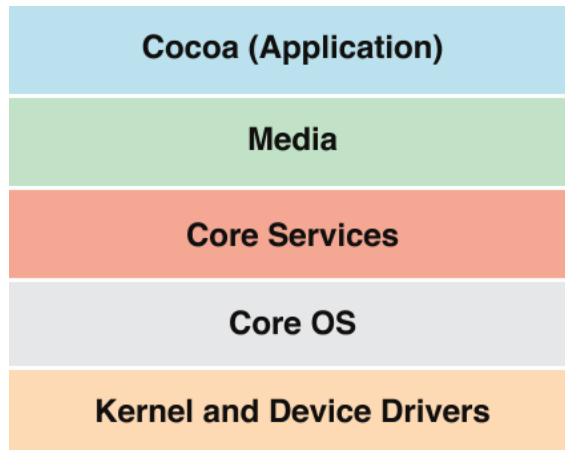 Cocoa (Application)
Media
Core Services
Core OS
Kernel and Device Drivers